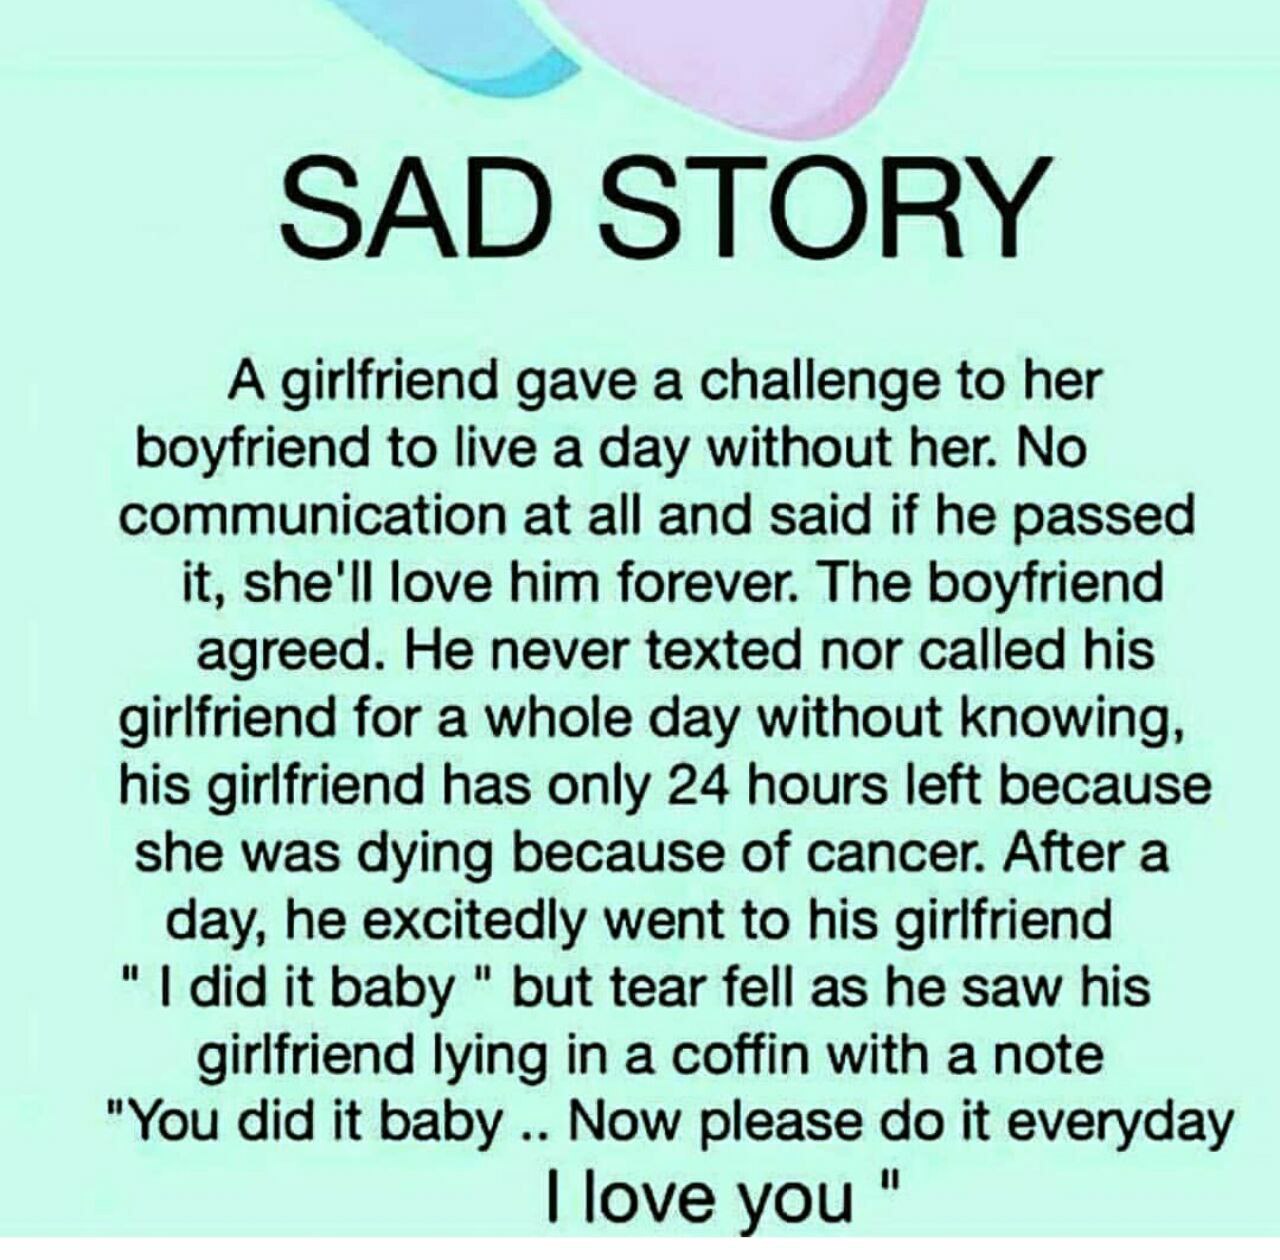 SAD STORY
A girlfriend gave a challenge to her
boyfriend to live a day without her. No
communication at all and said if he passed
it, she'll love him forever. The boyfriend
agreed. He never texted nor called his
girlfriend for a whole day without knowing,
his girlfriend has only 24 hours left because
she was dying because of cancer. After a
day, he excitedly went to his girlfriend
" I did it baby " but tear fell as he saw his
girlfriend lying in a coffin with a note
"You did it baby .. Now please do it everyday
I love you "